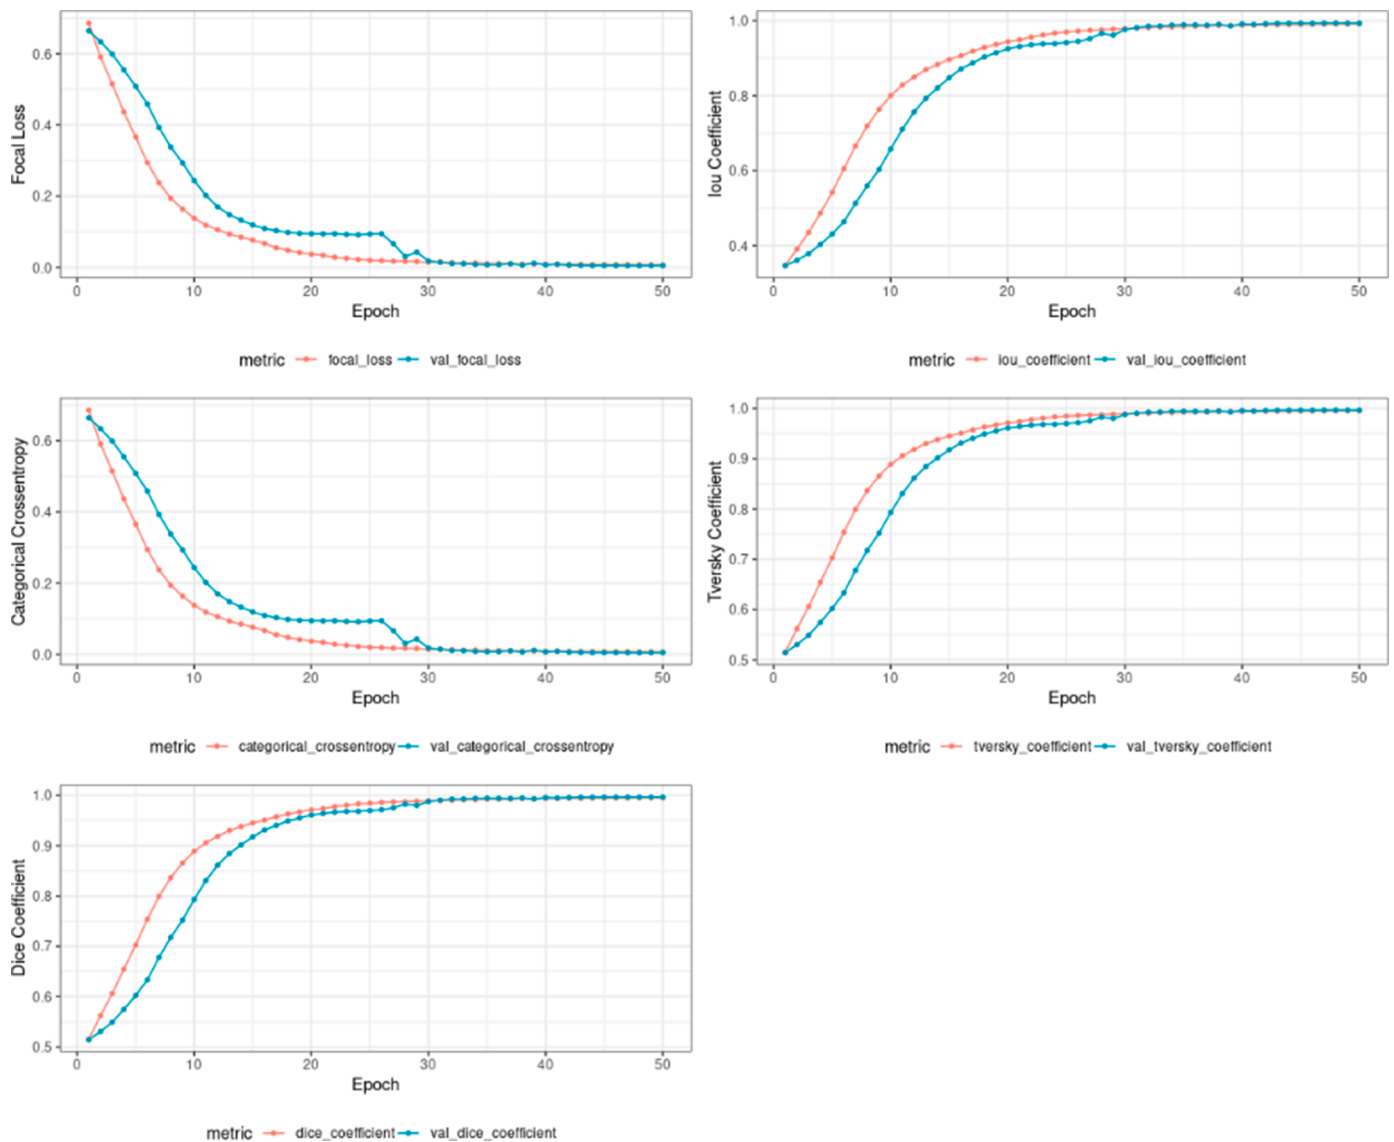 Focal Loss
0.6
0.4
0.2
0.0
0 10 20 30 40 50
Epoch
metric focal_loss val_focal_loss
Iou Coefficient
1.0
0.8
0.6
0.4
0 10 20 30 40 50
Epoch
metric iou_coefficient val_iou_coefficient
Categorical Crossentropy
0.6
0.4
0.2
0.0
0 10 20 30 40 50
Epoch
metric categorical_crossentropy val_categorical_crossentropy
Tversky Coefficient
1.0
0.9
0.8
0.7
0.6
0.5
0 10 20 30 40 50
Epoch
metric tversky_coefficient val_tversky_coefficient
Dice Coefficient
1.0
0.9
0.8
0.7
0.6
0.5
0 10 20 30 40 50
Epoch
metric dice_coefficient val_dice_coefficient